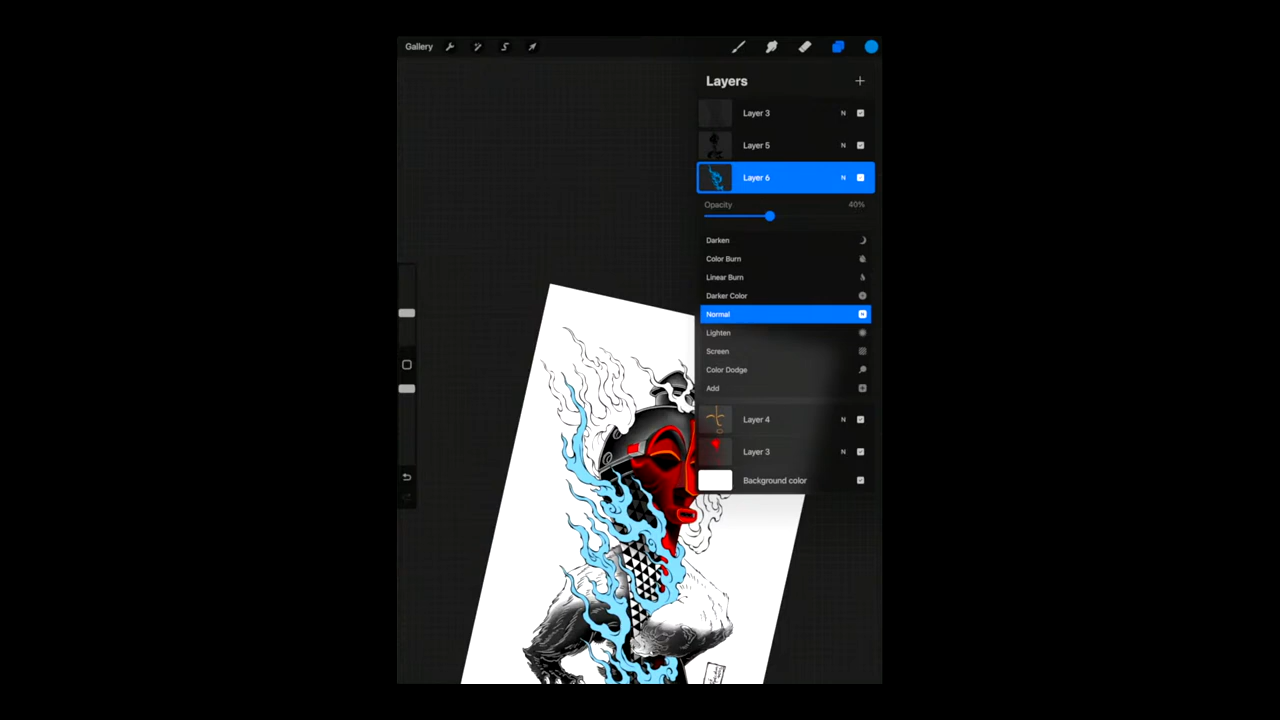 Gallery
Layers
Layer 3 N
Layer 5 N
Layer 6 N
Opacity 40%
Darken
Color Burn
Linear Burn
Darker Color
Normal N
Lighten
Screen
Color Dodge
Add
Layer 4 N
Layer 3 N
Background color